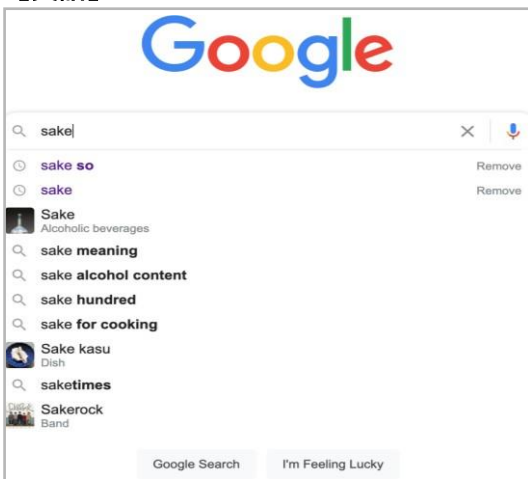 Google
sake
sake so Remove
sake Remove
Sake
Alcoholic beverages
sake meaning
sake alcohol content
sake hundred
sake for cooking
Sake kasu
Dish
saketimes
Sakerock
Band
Google Search I'm Feeling Lucky